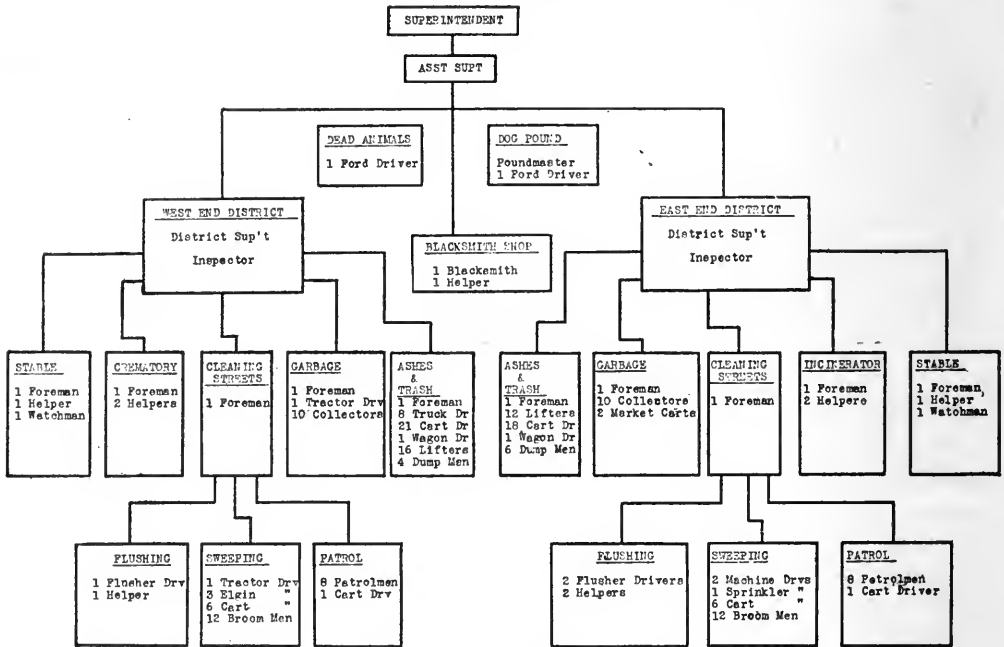 SUPERINTENDENT
ASST SUPT
DEAD ANIMALS
1 Ford Driver
DOG POUND
Poundmaster
1 Ford Driver
WEST END DISTRICT
District Sup't
Inspector
BLACKSMITH SHOP
1 Blacksmith
1 Helper
EAST END DISTRICT
District Sup't
Inspector
STABLE
1 Foreman
1 Helper
1 Watchman
CREMATORY
1 Foreman
2 Helpers
CLEANING
STREETS
1 Foreman
GARBAGE
1 Foreman
1 Tractor Drv
10 Collectors
ASHES
&
TRASH
1 Foreman
8 Truck Dr
21 Cart Dr
1 Wagon Dr
16 Lifters
4 Dump Men
ASHES
&
TRASH
1 Foreman
12 Lifters
18 Cart Dr
1 Wagon Dr
6 Dump Men
GARBAGE
1 Foreman
10 Collectors
2 Market Carts
CLEANING
STREETS
1 Foreman
INCINERATOR
1 Foreman
2 Helpers
STABLE
1 Foreman,
1 Helper
1 Watchman
FLUSHING
1 Flusher Drv
1 Helper
SWEEPING
1 Tractor Drv
3 Elgin "
6 Cart "
12 Broom Men
PATROL
8 Patrolmen
1 Cart Drv
FLUSHING
2 Flusher Drivers
2 Helpers
SWEEPING
2 Machine Drvs
1 Sprinkler "
6 Cart "
12 Broom Men
PATROL
8 Patrolmen
1 Cart Driver